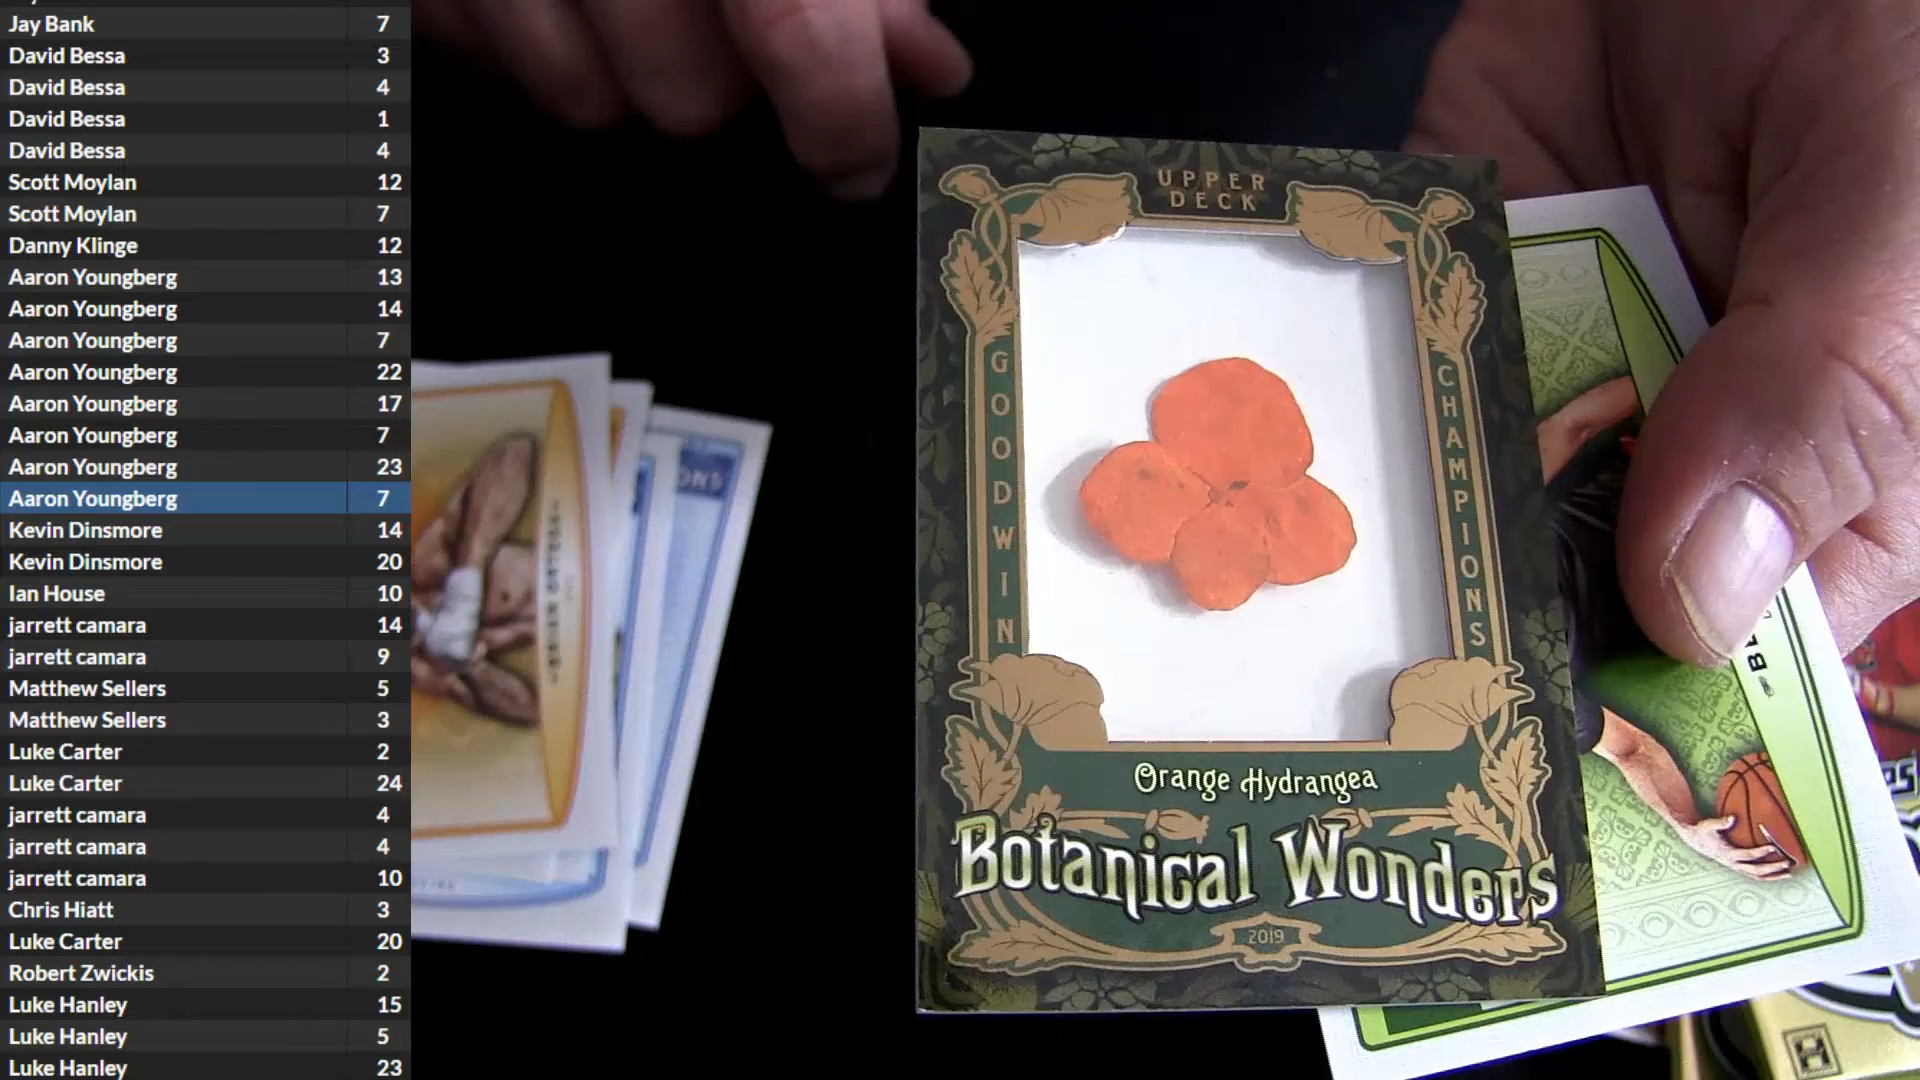 Jay Bank 7
David Bessa 3
David Bessa 4
David Bessa 1
David Bessa 4
Scott Moylan 12
Scott Moylan 7
Danny Klinge 12
Aaron Youngberg 13
Aaron Youngberg 14
Aaron Youngberg 7
Aaron Youngberg 22
Aaron Youngberg 17
Aaron Youngberg 7
Aaron Youngberg 23
Aaron Youngberg 7
Kevin Dinsmore 14
Kevin Dinsmore 20
Ian House 10
jarrett camara 14
jarrett camara 9
Matthew Sellers 5
Matthew Sellers 3
Luke Carter 2
Luke Carter 24
jarrett camara 4
jarrett camara 4
jarrett camara 10
Chris Hiatt 3
Luke Carter 20
Robert Zwickis 2
Luke Hanley 15
Luke Hanley 5
Luke Hanley 23
UPPER
DECK
GOODWIN
CHAMPIONS
Orange Hydrangea
Botanical Wonders
2019